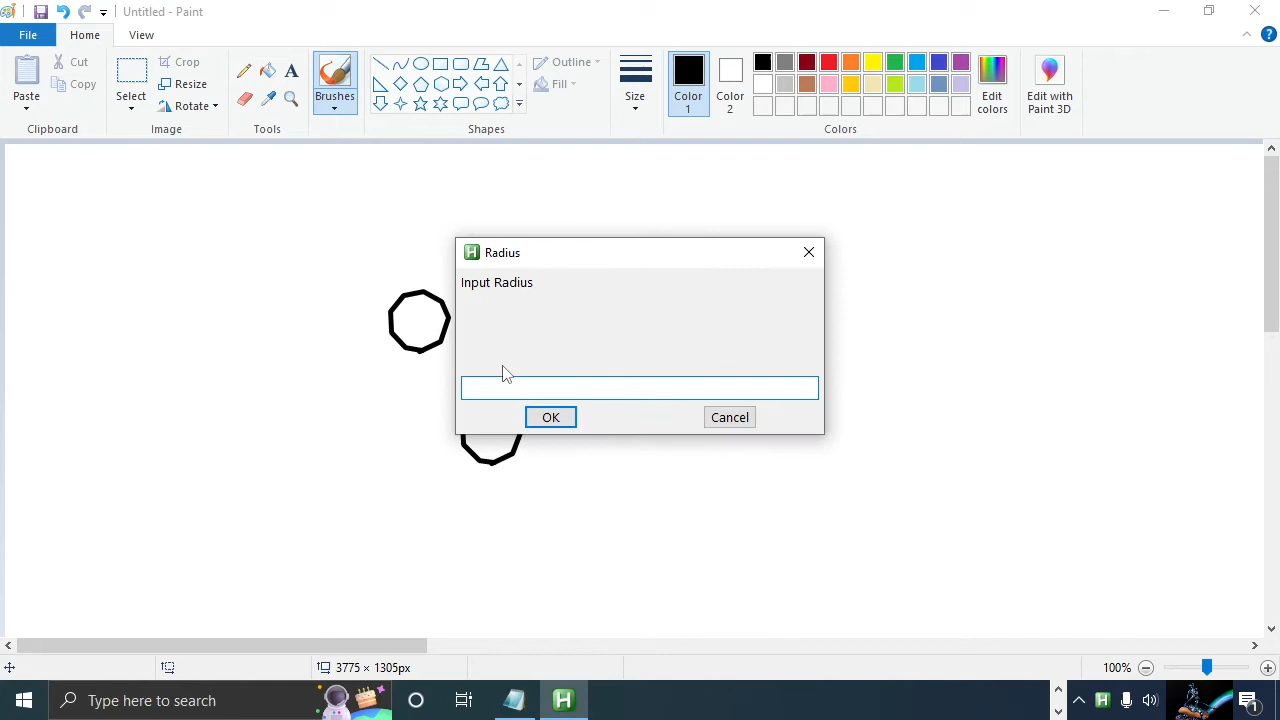 Untitled - Paint
File
Home
View
Paste
Cut
Copy
Clipboard
Select
Crop
Resize
Rotate
Image
A
Tools
Brushes
Shapes
Outline
Fill
Size
Color 1
Color 2
Colors
Edit colors
Edit with Paint 3D
H Radius
Input Radius
OK
Cancel
3775 × 1305px
100%
Type here to search
H
H
1